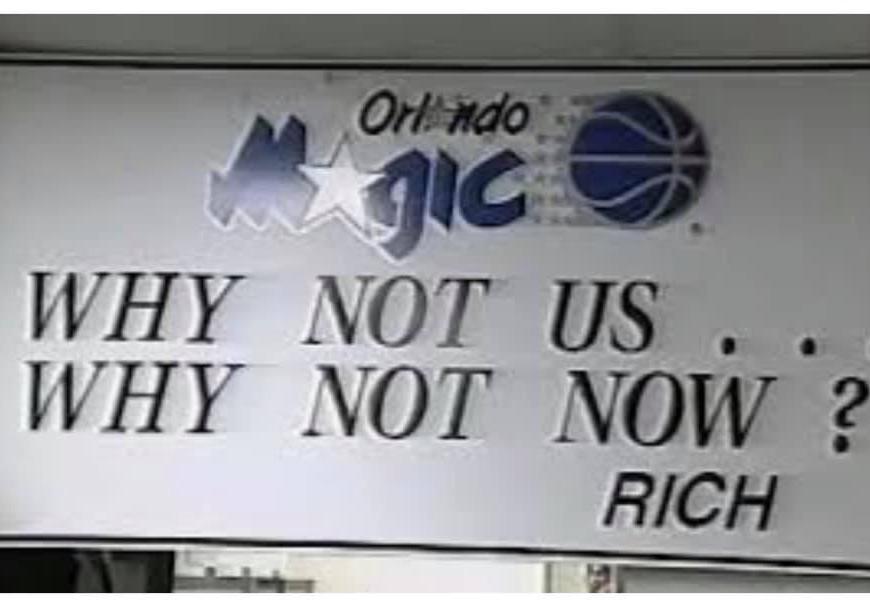 Orlando
Magic
WHY NOT US . .
WHY NOT NOW ?
RICH